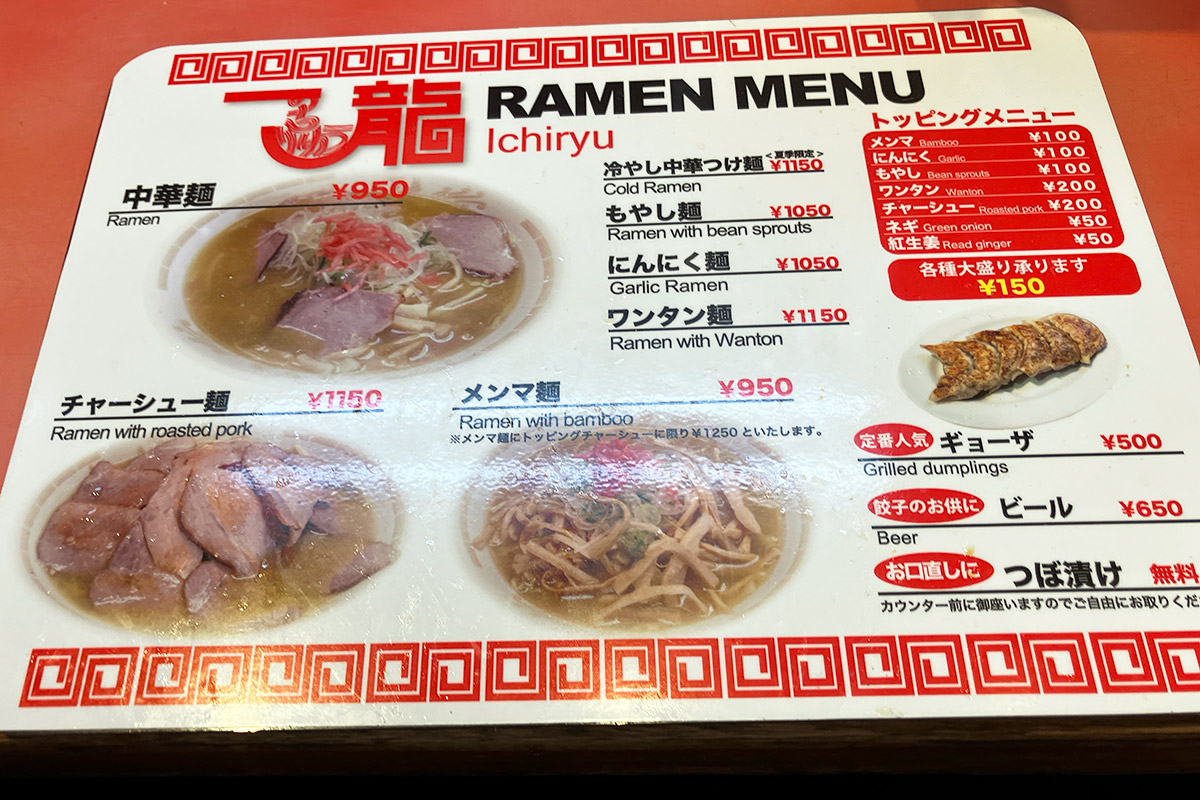 一龍 RAMEN MENU
Ichiryu
中華麺 ¥950
Ramen
冷やし中華つけ麺 <夏季限定> ¥1150
Cold Ramen
もやし麺 ¥1050
Ramen with bean sprouts
にんにく麺 ¥1050
Garlic Ramen
ワンタン麺 ¥1150
Ramen with Wanton
チャーシュー麺 ¥1150
Ramen with roasted pork
メンマ麺 ¥950
Ramen with bamboo
※メンマ麺にトッピングチャーシューに限り¥1250といたします。
トッピングメニュー
メンマ Bamboo ¥100
にんにく Garlic ¥100
もやし Bean sprouts ¥100
ワンタン Wanton ¥200
チャーシュー Roasted pork ¥200
ネギ Green onion ¥50
紅生姜 Read ginger ¥50
各種大盛り承ります
¥150
定番人気 ギョーザ ¥500
Grilled dumplings
餃子のお供に ビール ¥650
Beer
お口直しに つぼ漬け 無料
カウンター前に御座いますのでご自由にお取りくだ